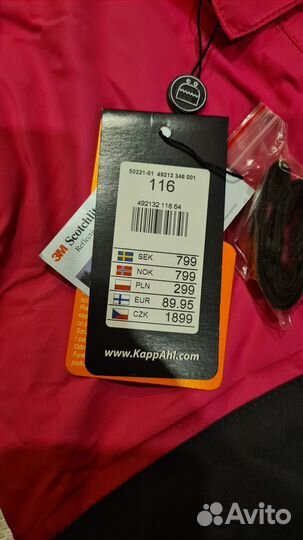 50221-01 49213 348 001
116
492132 116 64
SEK 799
NOK 799
PLN 299
EUR 89.95
CZK 1899
www.KappAhl.com
3M Scotchli
Reflecti
Avito